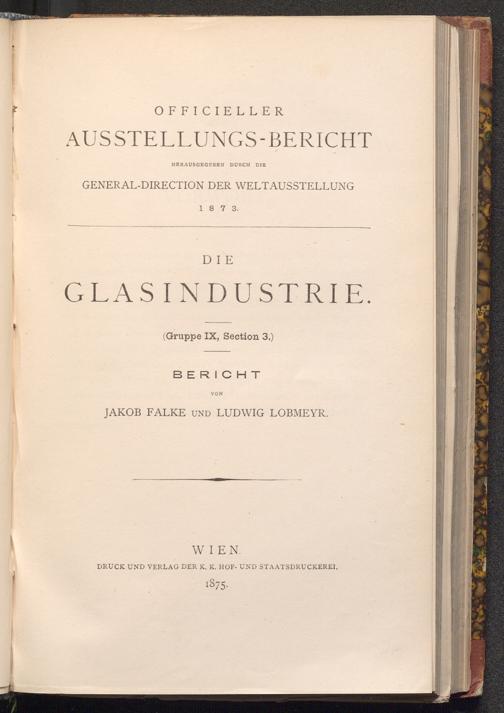 OFFICIELLER
AUSSTELLUNGS-BERICHT
HERAUSGEGEBEN DURCH DIE
GENERAL-DIRECTION DER WELTAUSSTELLUNG
1873.
DIE
GLASINDUSTRIE.
(Gruppe IX, Section 3.)
BERICHT
VON
JAKOB FALKE UND LUDWIG LOBMEYR.
WIEN.
DRUCK UND VERLAG DER K. K. HOF- UND STAATSDRUCKEREI.
1875.